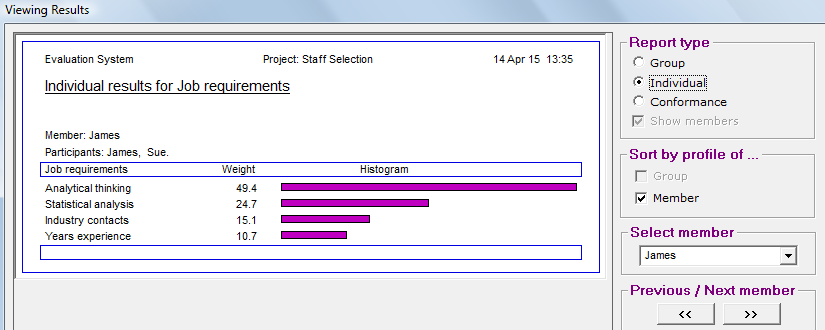 Viewing Results
Evaluation System Project: Staff Selection 14 Apr 15 13:35
Individual results for Job requirements
Member: James
Participants: James, Sue.
Job requirements Weight Histogram
Analytical thinking 49.4
Statistical analysis 24.7
Industry contacts 15.1
Years experience 10.7
Report type
Group
Individual
Conformance
Show members
Sort by profile of ...
Group
Member
Select member
James
Previous / Next member
<< >>